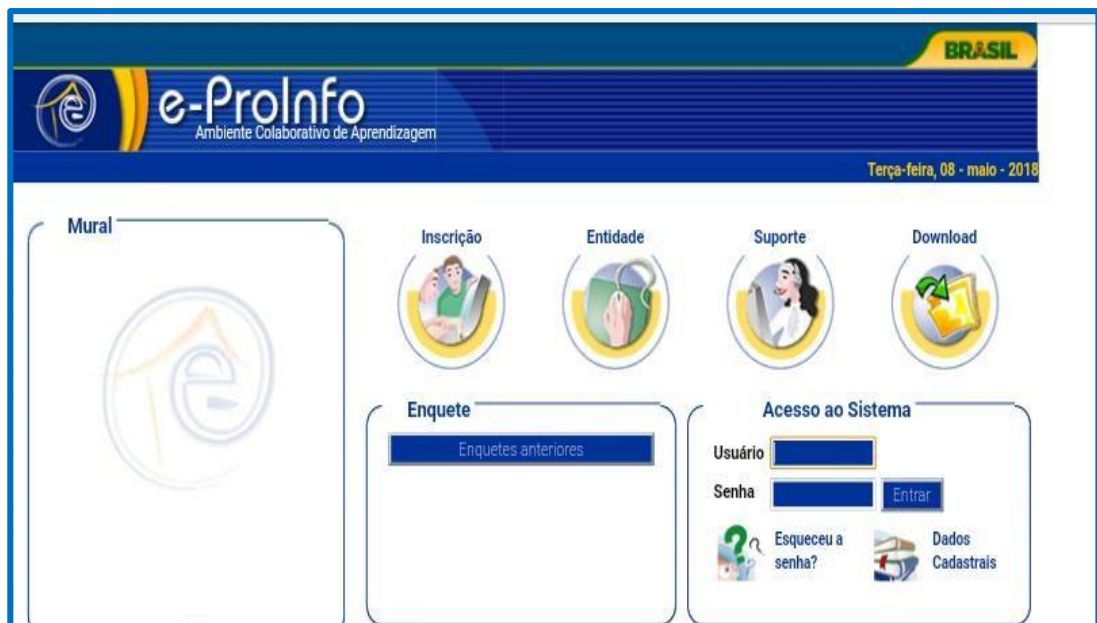 BRASIL
e-ProInfo
Ambiente Colaborativo de Aprendizagem
Terça-feira, 08 - maio - 2018
Mural
Inscrição
Entidade
Suporte
Download
Enquete
Enquetes anteriores
Acesso ao Sistema
Usuário
Senha
Entrar
Esqueceu a
senha?
Dados
Cadastrais